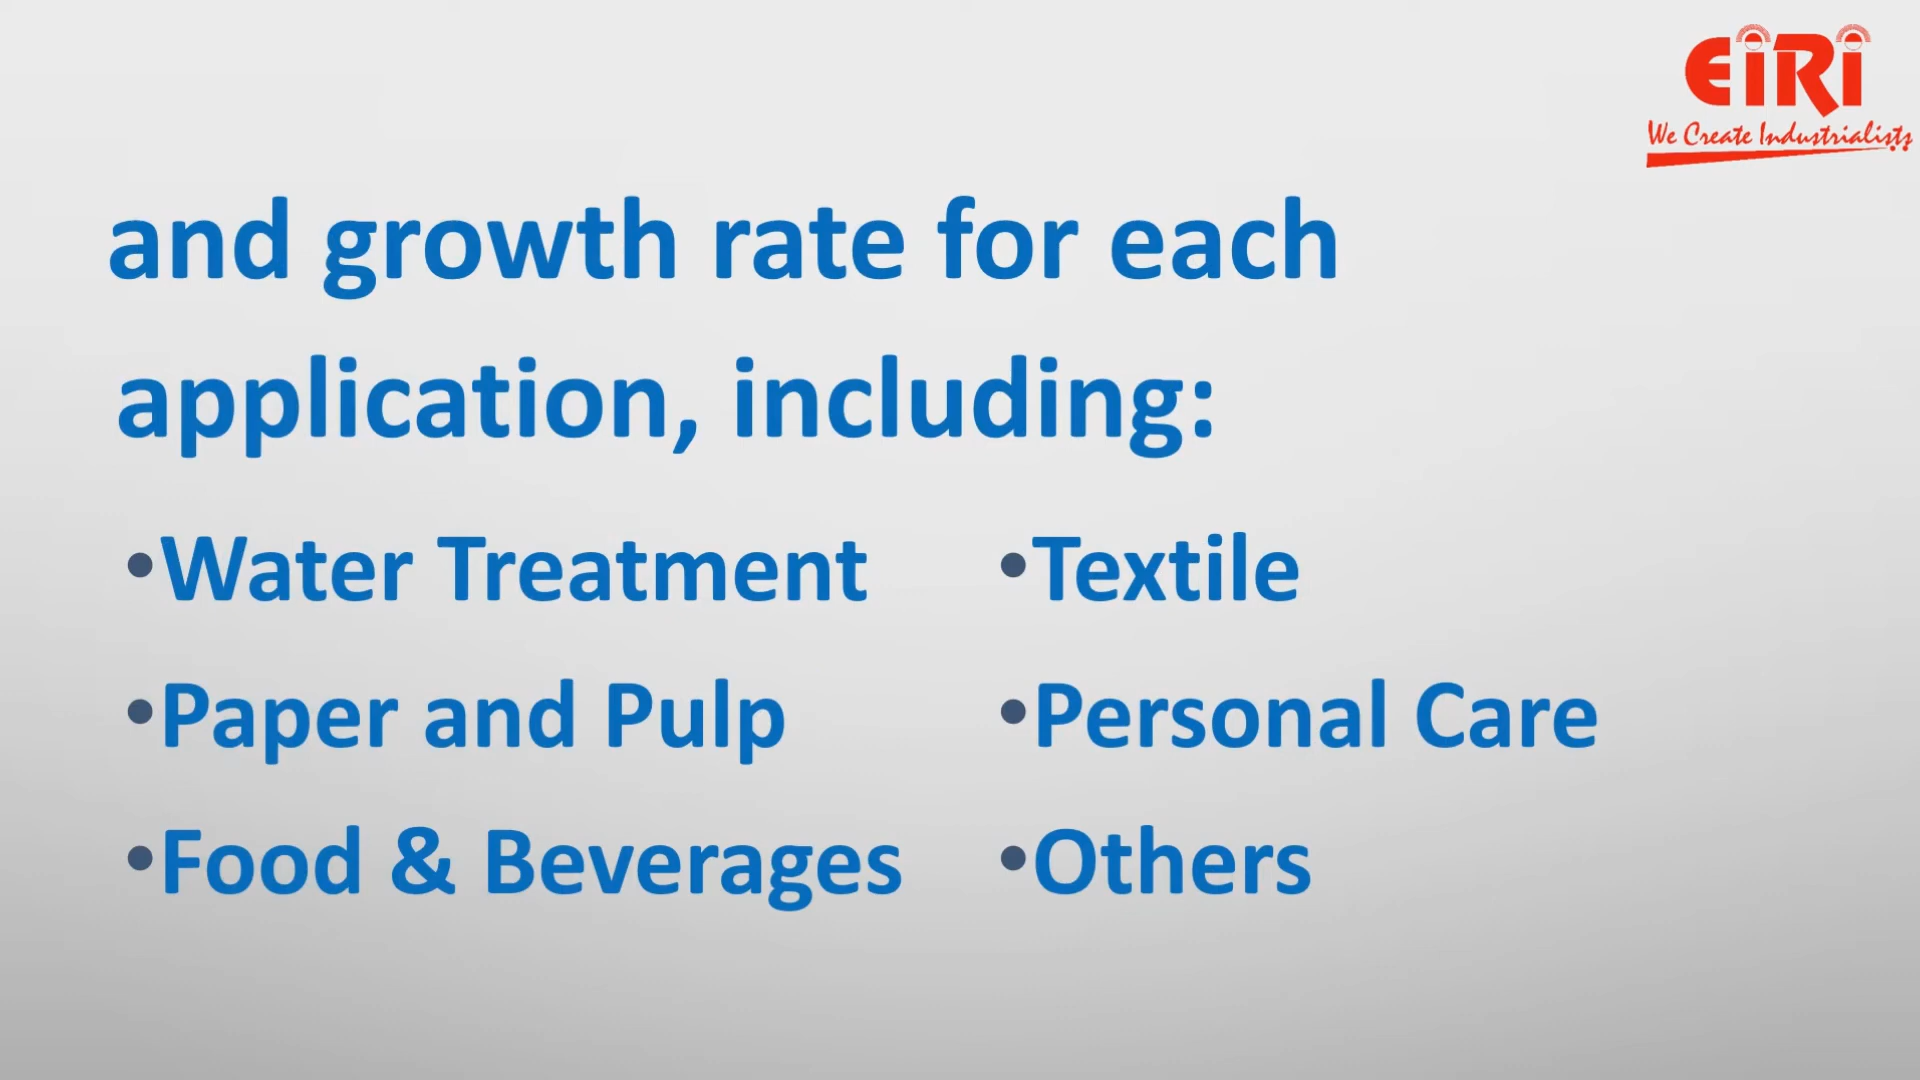 EiRi
We Create Industrialists
and growth rate for each
application, including:
•Water Treatment
•Paper and Pulp
•Food & Beverages
•Textile
•Personal Care
•Others